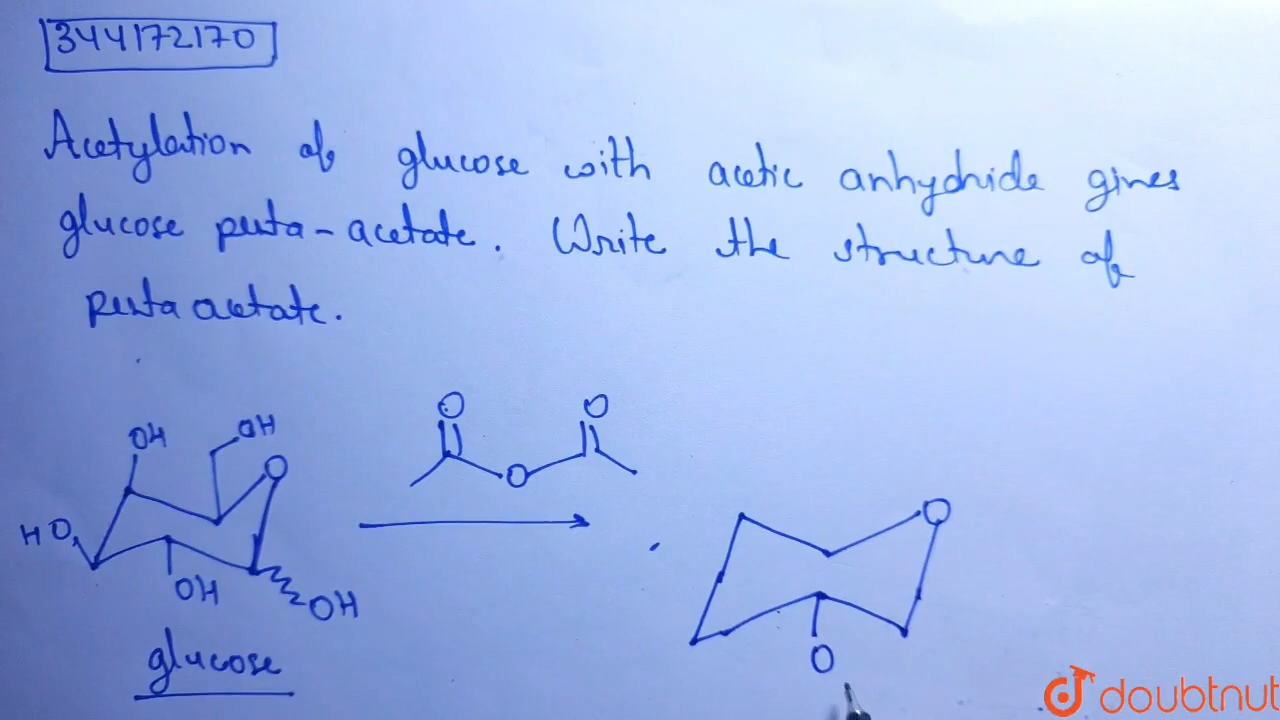 344172170
Acetylation of glucose with acetic anhydride gives
glucose penta-acetate. Write the structure of
penta acetate.
OH
OH
O
HO
OH
OH
glucose
O O
O
O
O
doubtnut